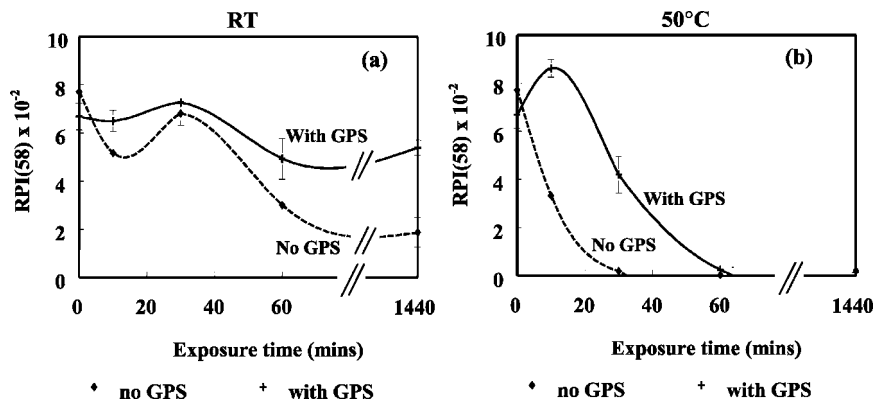 RT
(a)
10
8
6
4
2
0
RPI(58) x 10⁻²
With GPS
No GPS
0 20 40 60 1440
Exposure time (mins)
no GPS with GPS
50°C
(b)
10
8
6
4
2
0
RPI(58) x 10⁻²
With GPS
No GPS
0 20 40 60 1440
Exposure time (mins)
no GPS with GPS